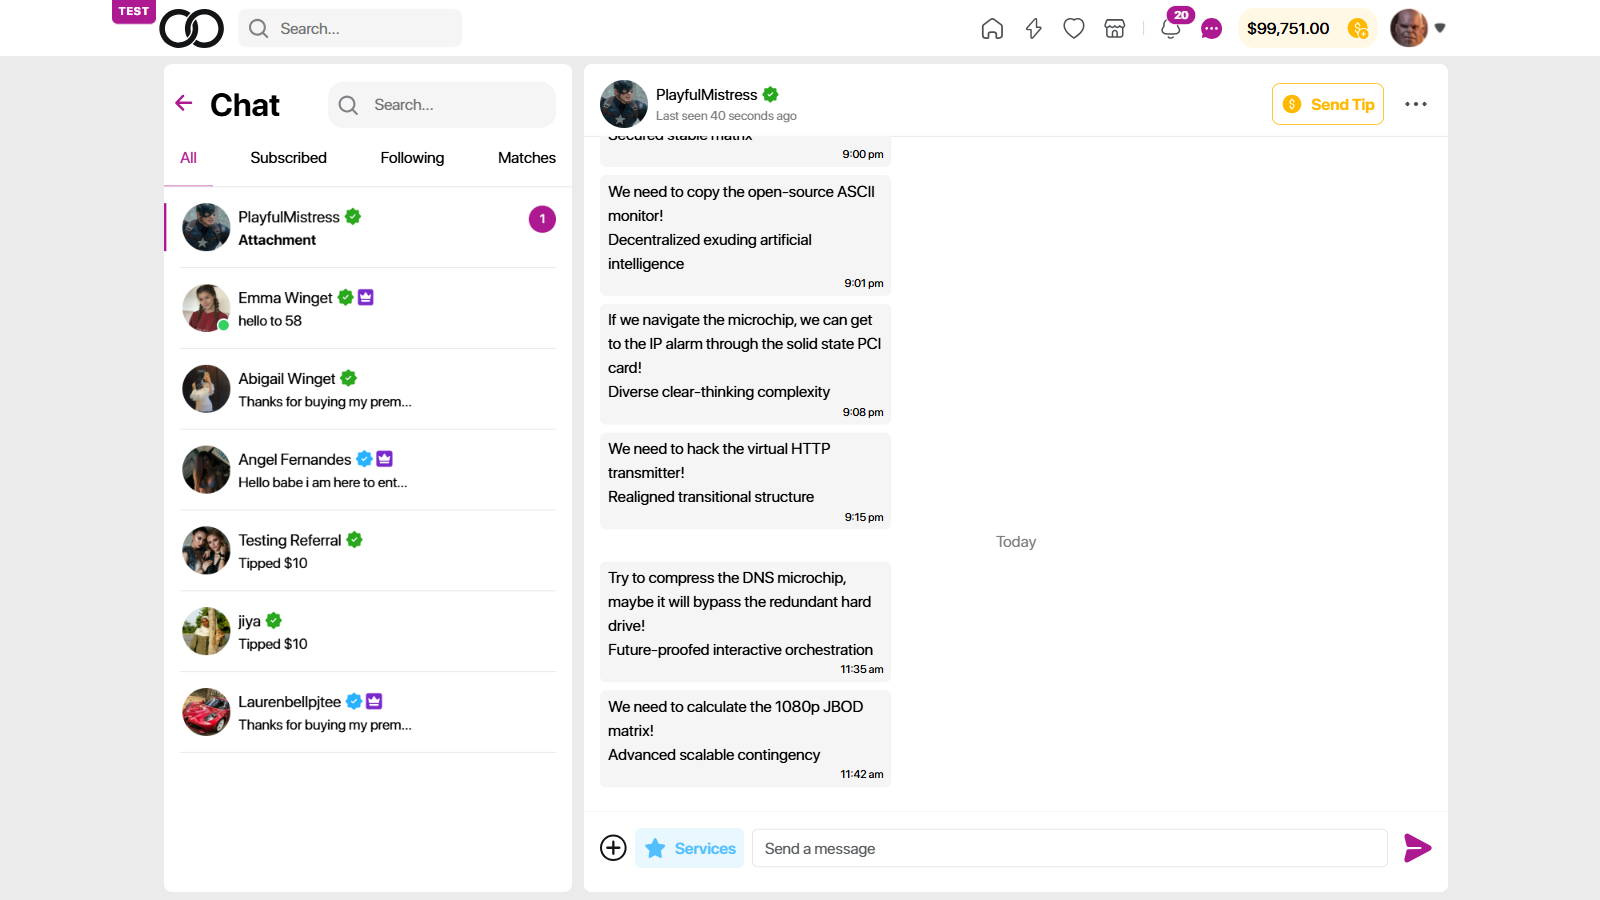 TEST
Search...
20
$99,751.00
Chat
Search...
All
Subscribed
Following
Matches
PlayfulMistress
Attachment
1
Emma Winget
hello to 58
Abigail Winget
Thanks for buying my prem...
Angel Fernandes
Hello babe i am here to ent...
Testing Referral
Tipped $10
jiya
Tipped $10
Laurenbellpjtee
Thanks for buying my prem...
PlayfulMistress
Last seen 40 seconds ago
Send Tip
Secured stable matrix
9:00 pm
We need to copy the open-source ASCII
monitor!
Decentralized exuding artificial
intelligence
9:01 pm
If we navigate the microchip, we can get
to the IP alarm through the solid state PCI
card!
Diverse clear-thinking complexity
9:08 pm
We need to hack the virtual HTTP
transmitter!
Realigned transitional structure
9:15 pm
Today
Try to compress the DNS microchip,
maybe it will bypass the redundant hard
drive!
Future-proofed interactive orchestration
11:35 am
We need to calculate the 1080p JBOD
matrix!
Advanced scalable contingency
11:42 am
Services
Send a message